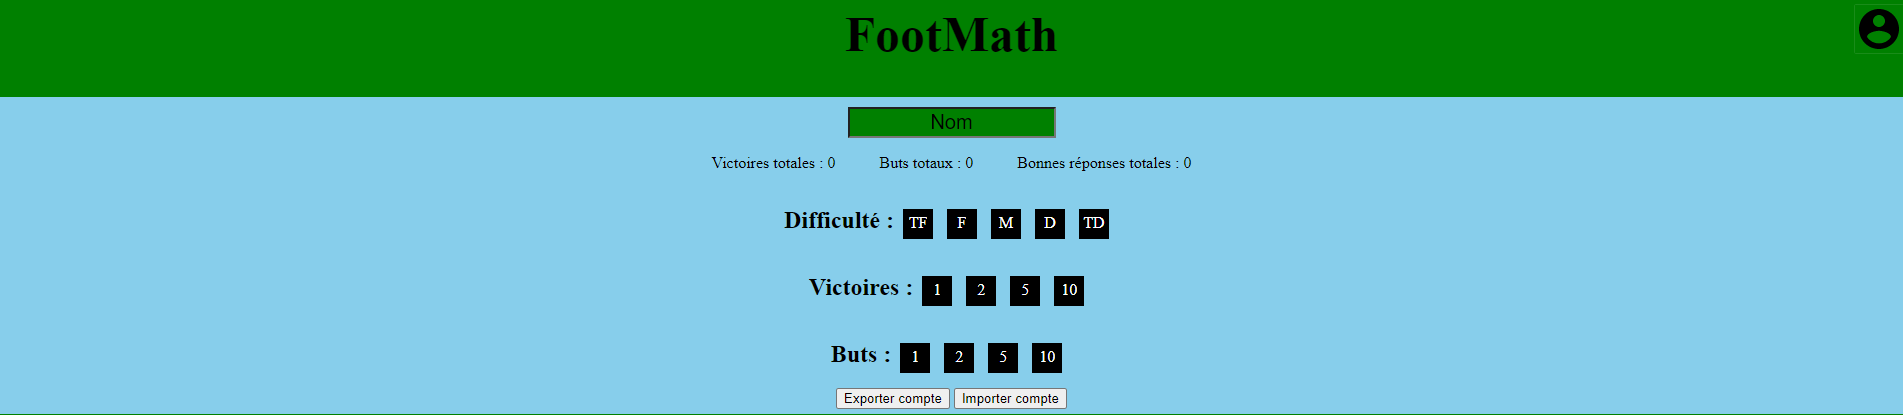 FootMath
Nom
Victoires totales : 0 Buts totaux : 0 Bonnes réponses totales : 0
Difficulté : TF F M D TD
Victoires : 1 2 5 10
Buts : 1 2 5 10
Exporter compte Importer compte